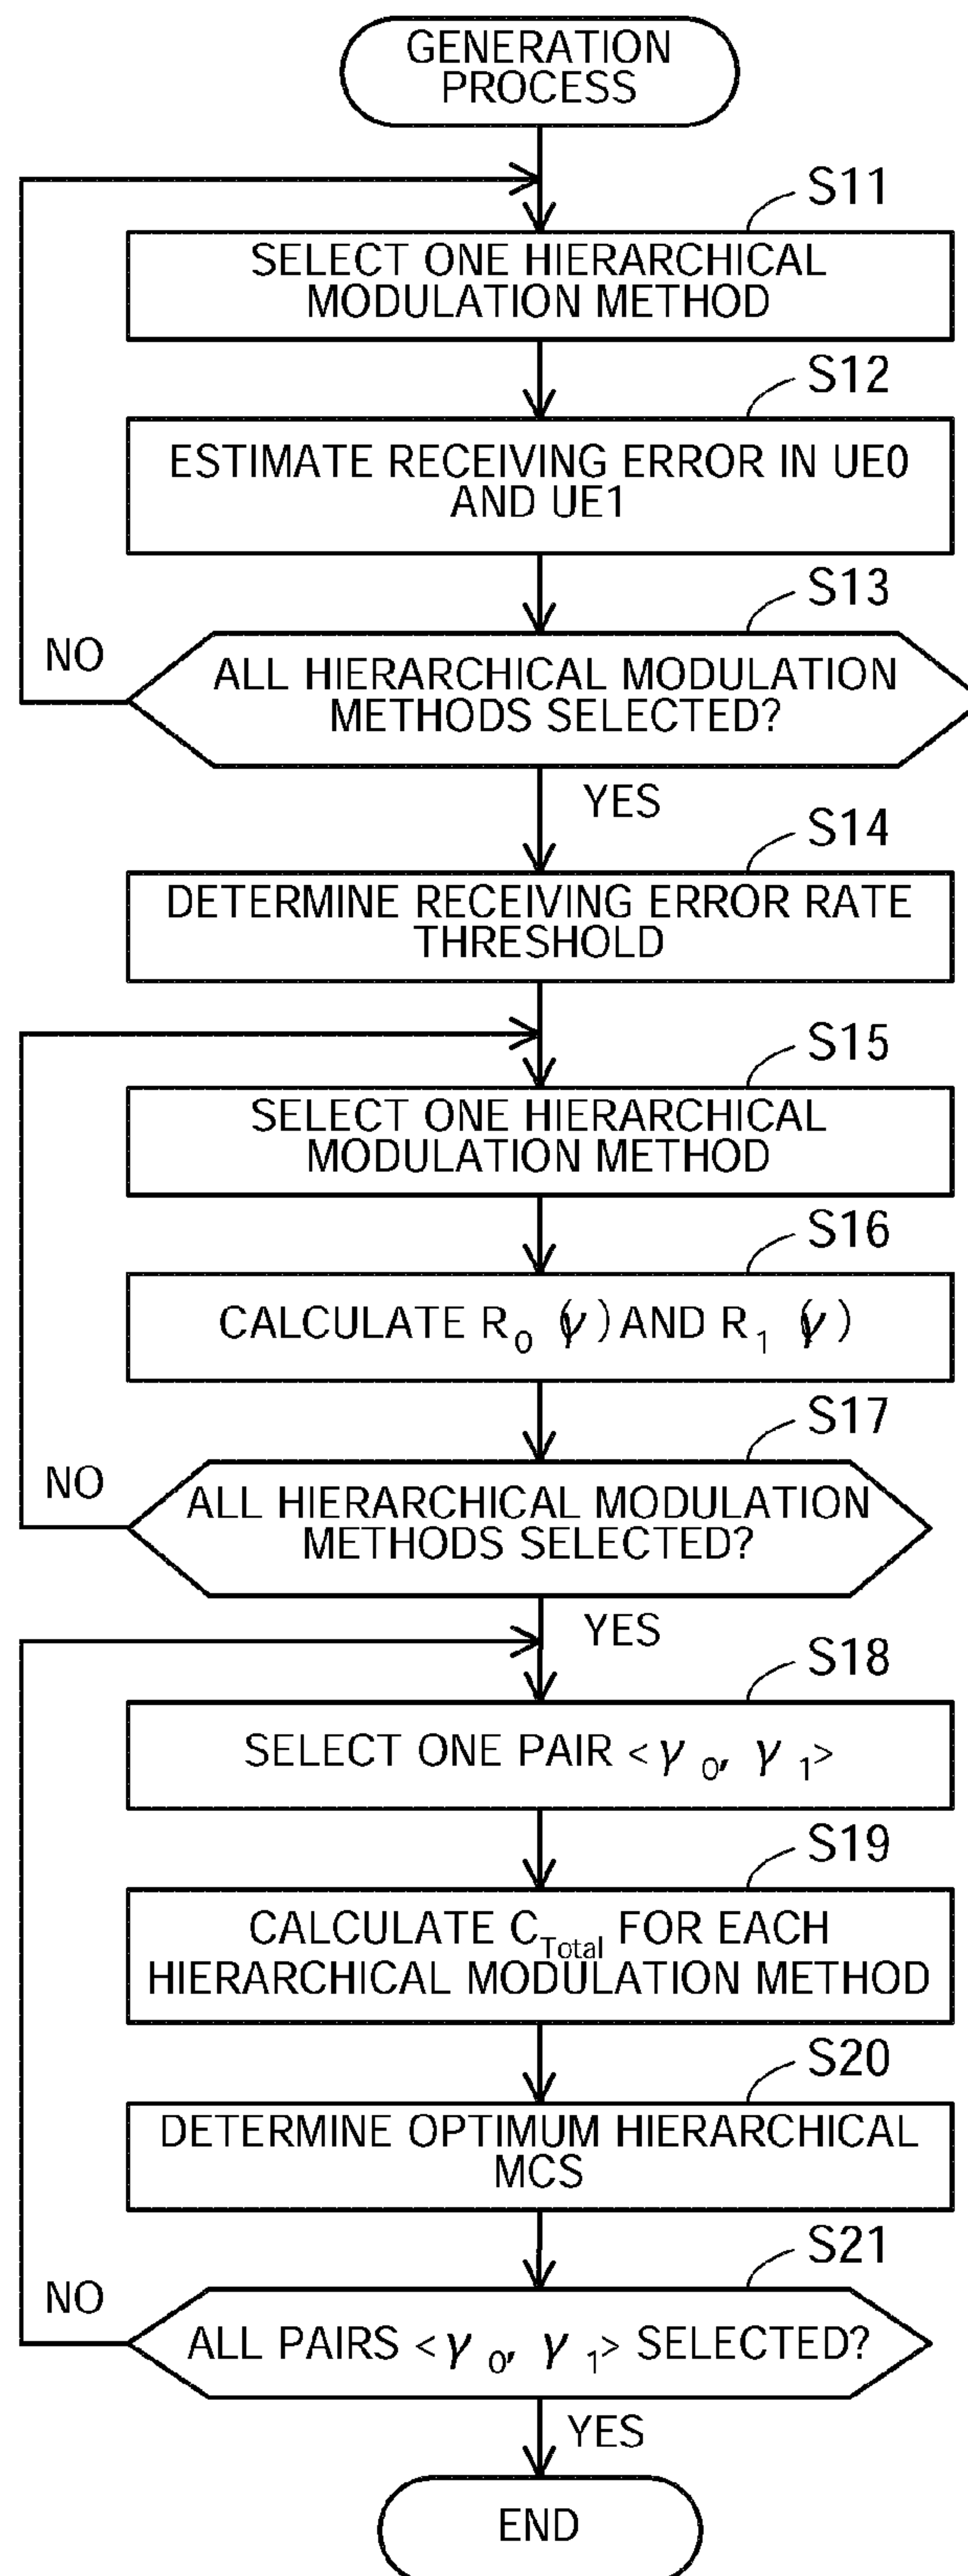 GENERATION
PROCESS
S11
SELECT ONE HIERARCHICAL
MODULATION METHOD
S12
ESTIMATE RECEIVING ERROR IN UE0
AND UE1
S13
NO
ALL HIERARCHICAL MODULATION
METHODS SELECTED?
YES
S14
DETERMINE RECEIVING ERROR RATE
THRESHOLD
S15
SELECT ONE HIERARCHICAL
MODULATION METHOD
S16
CALCULATE R0 (γ) AND R1 (γ)
S17
NO
ALL HIERARCHICAL MODULATION
METHODS SELECTED?
YES
S18
SELECT ONE PAIR <γ0, γ1>
S19
CALCULATE CTotal FOR EACH
HIERARCHICAL MODULATION METHOD
S20
DETERMINE OPTIMUM HIERARCHICAL
MCS
S21
NO
ALL PAIRS <γ0, γ1> SELECTED?
YES
END